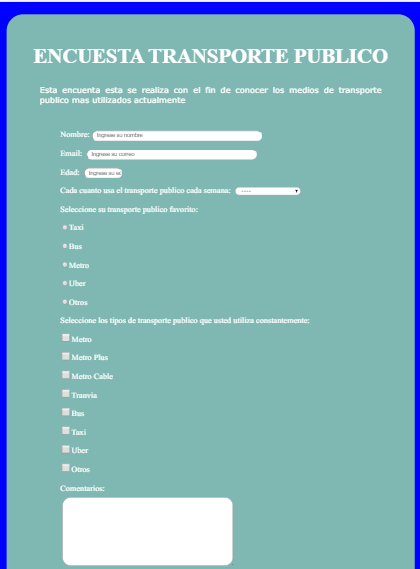 ENCUESTA TRANSPORTE PUBLICO
Esta encuenta esta se realiza con el fin de conocer los medios de transporte
publico mas utilizados actualmente
Nombre: Ingrese su nombre
Email: Ingrese su correo
Edad: Ingrese su ed
Cada cuanto usa el transporte publico cada semana: -----
Seleccione su transporte publico favorito:
Taxi
Bus
Metro
Uber
Otros
Seleccione los tipos de transporte publico que usted utiliza constantemente:
Metro
Metro Plus
Metro Cable
Tranvia
Bus
Taxi
Uber
Otros
Comentarios: